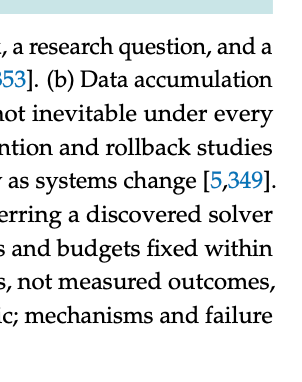 , a research question, and a
353]. (b) Data accumulation
not inevitable under every
ntion and rollback studies
as systems change [5,349].
erring a discovered solver
s and budgets fixed within
s, not measured outcomes,
ic; mechanisms and failure